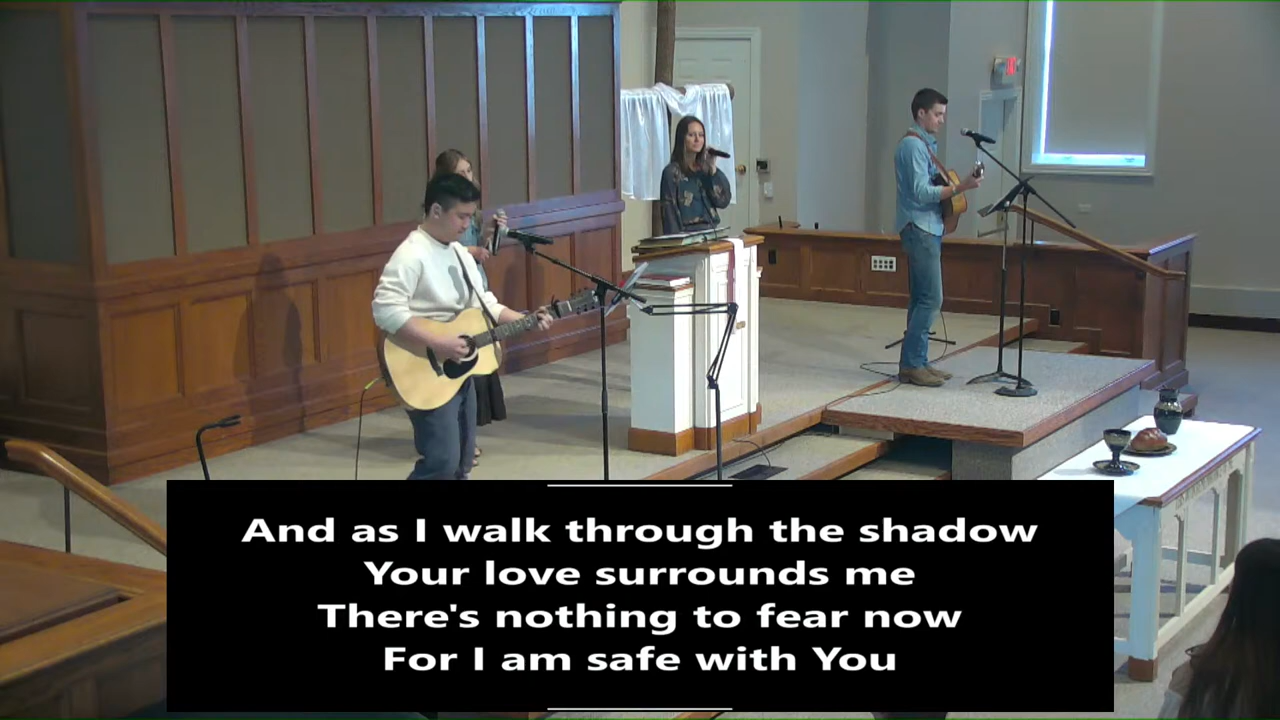 And as I walk through the shadow
Your love surrounds me
There's nothing to fear now
For I am safe with You